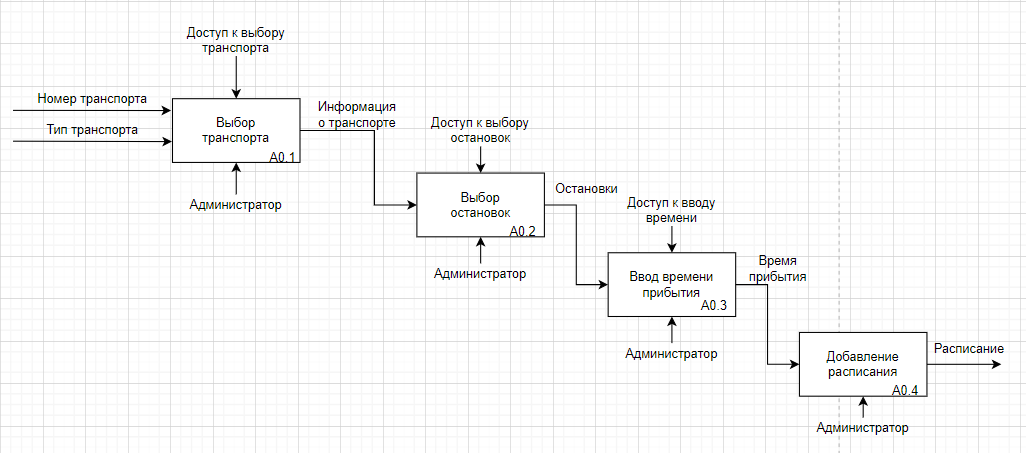 Доступ к выбору
транспорта
Номер транспорта
Тип транспорта
Выбор
транспорта
A0.1
Администратор
Информация
о транспорте
Доступ к выбору
остановок
Выбор
остановок
A0.2
Администратор
Остановки
Доступ к вводу
времени
Ввод времени
прибытия
A0.3
Администратор
Время
прибытия
Добавление
расписания
A0.4
Администратор
Расписание